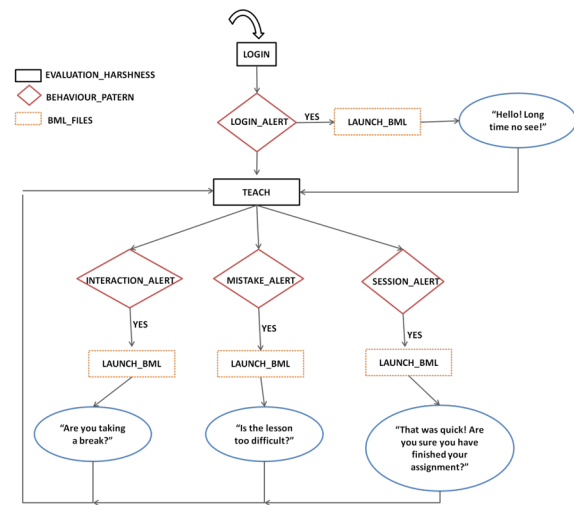 LOGIN
EVALUATION_HARSHNESS
BEHAVIOUR_PATERN
BML_FILES
LOGIN_ALERT
YES
LAUNCH_BML
“Hello! Long
time no see!”
TEACH
INTERACTION_ALERT
MISTAKE_ALERT
SESSION_ALERT
YES
YES
YES
LAUNCH_BML
LAUNCH_BML
LAUNCH_BML
“Are you taking
a break?”
“Is the lesson
too difficult?”
“That was quick! Are
you sure you have
finished your
assignment?”